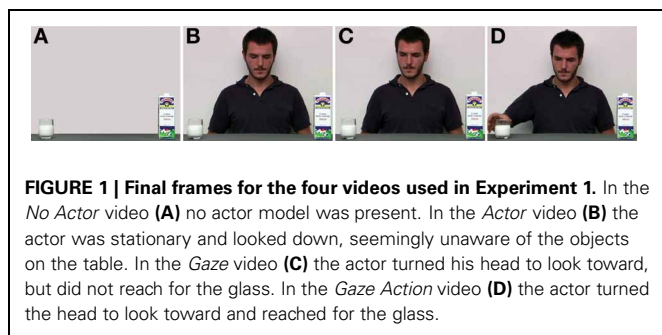 A B C D
FIGURE 1 | Final frames for the four videos used in Experiment 1. In the
No Actor video (A) no actor model was present. In the Actor video (B) the
actor was stationary and looked down, seemingly unaware of the objects
on the table. In the Gaze video (C) the actor turned his head to look toward,
but did not reach for the glass. In the Gaze Action video (D) the actor turned
the head to look toward and reached for the glass.